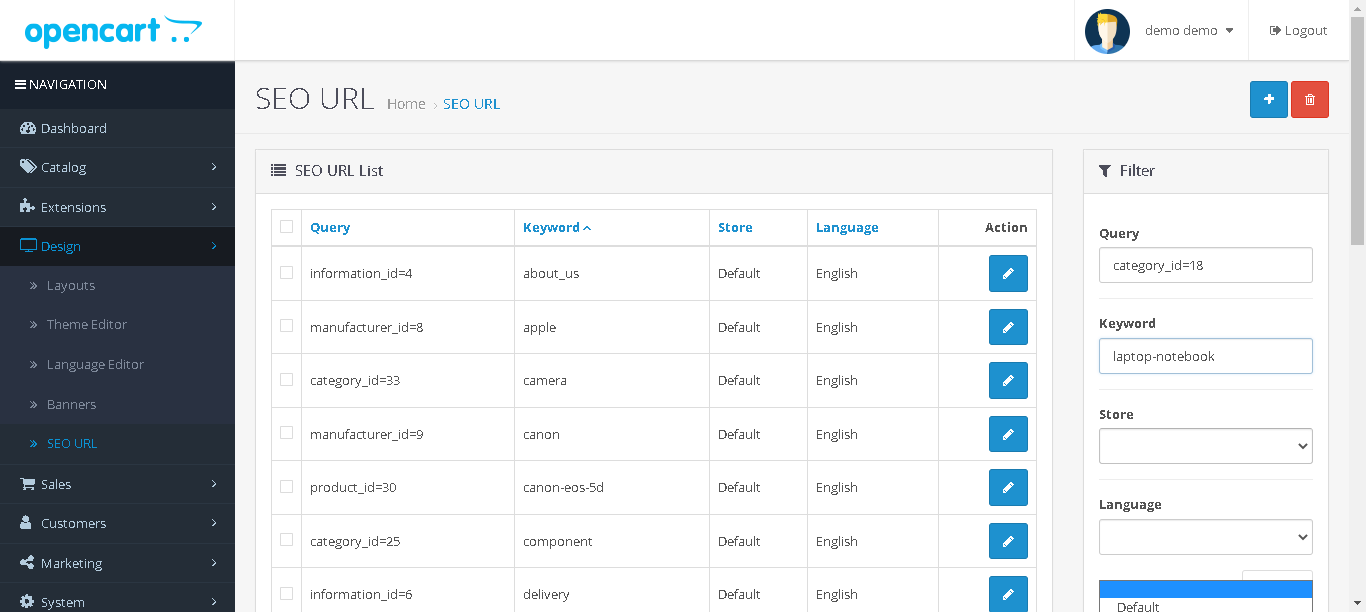 opencart
demo demo
Logout
NAVIGATION
Dashboard
Catalog
Extensions
Design
Layouts
Theme Editor
Language Editor
Banners
SEO URL
Sales
Customers
Marketing
System
SEO URL
Home › SEO URL
SEO URL List
Query Keyword Store Language Action
information_id=4 about_us Default English
manufacturer_id=8 apple Default English
category_id=33 camera Default English
manufacturer_id=9 canon Default English
product_id=30 canon-eos-5d Default English
category_id=25 component Default English
information_id=6 delivery Default English
Filter
Query
category_id=18
Keyword
laptop-notebook
Store
Language
Default